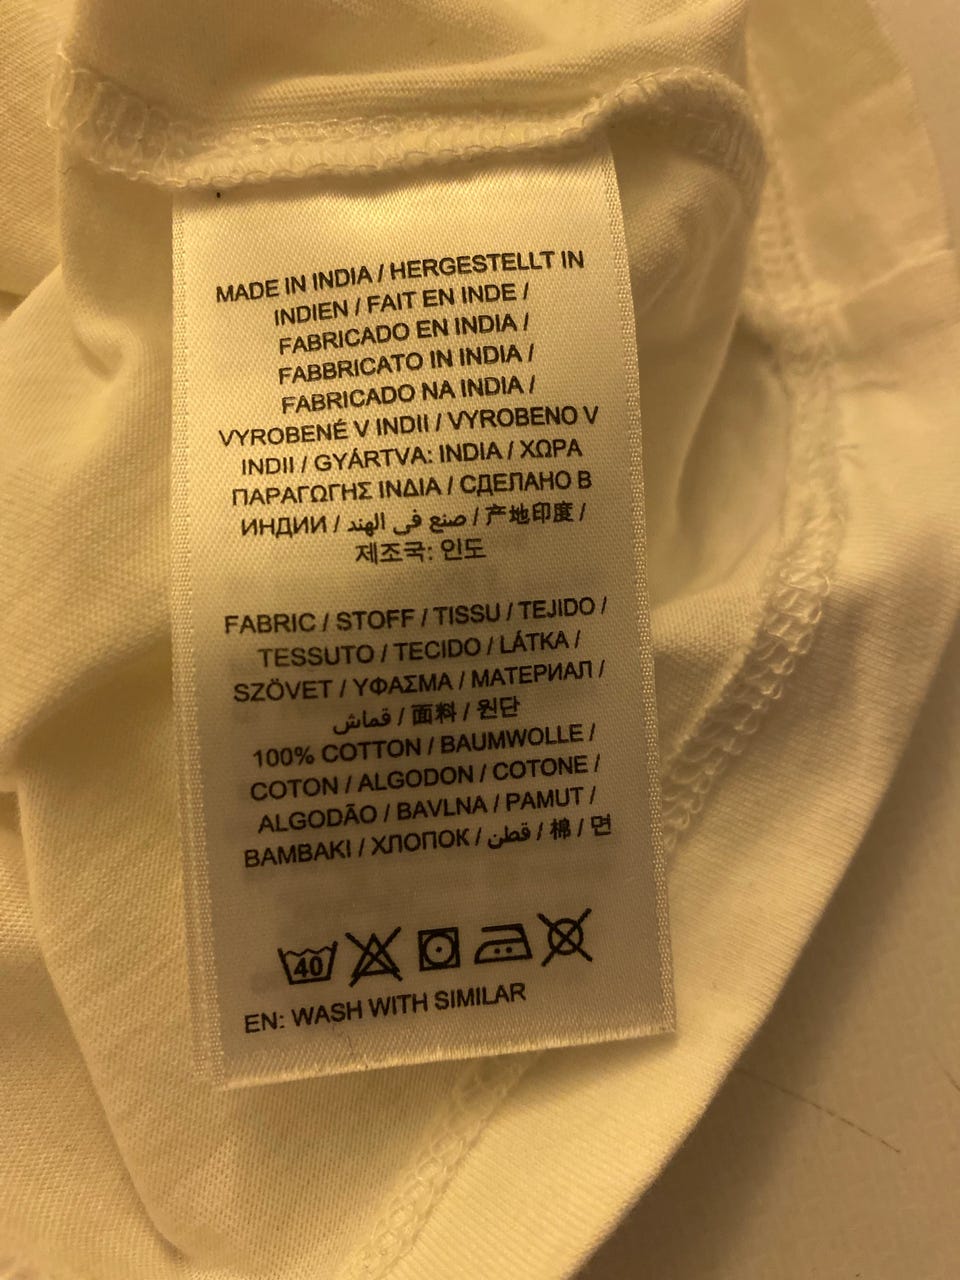 MADE IN INDIA / HERGESTELLT IN
INDIEN / FAIT EN INDE /
FABRICADO EN INDIA /
FABBRICATO IN INDIA /
FABRICADO NA INDIA /
VYROBENÉ V INDII / VYROBENO V
INDII / GYÁRTVA: INDIA / ΧΩΡΑ
ΠΑΡΑΓΩΓΗΣ ΙΝΔΙΑ / СДЕЛАНО В
ИНДИИ / صنع في الهند / 产地印度 /
제조국: 인도
FABRIC / STOFF / TISSU / TEJIDO /
TESSUTO / TECIDO / LÁTKA /
SZÖVET / ΥΦΑΣΜΑ / МАТЕРИАЛ /
قماش / 面料 / 원단
100% COTTON / BAUMWOLLE /
COTON / ALGODON / COTONE /
ALGODÃO / BAVLNA / PAMUT /
BAMBAKI / ХЛОПОК / قطن / 棉 / 면
40
EN: WASH WITH SIMILAR